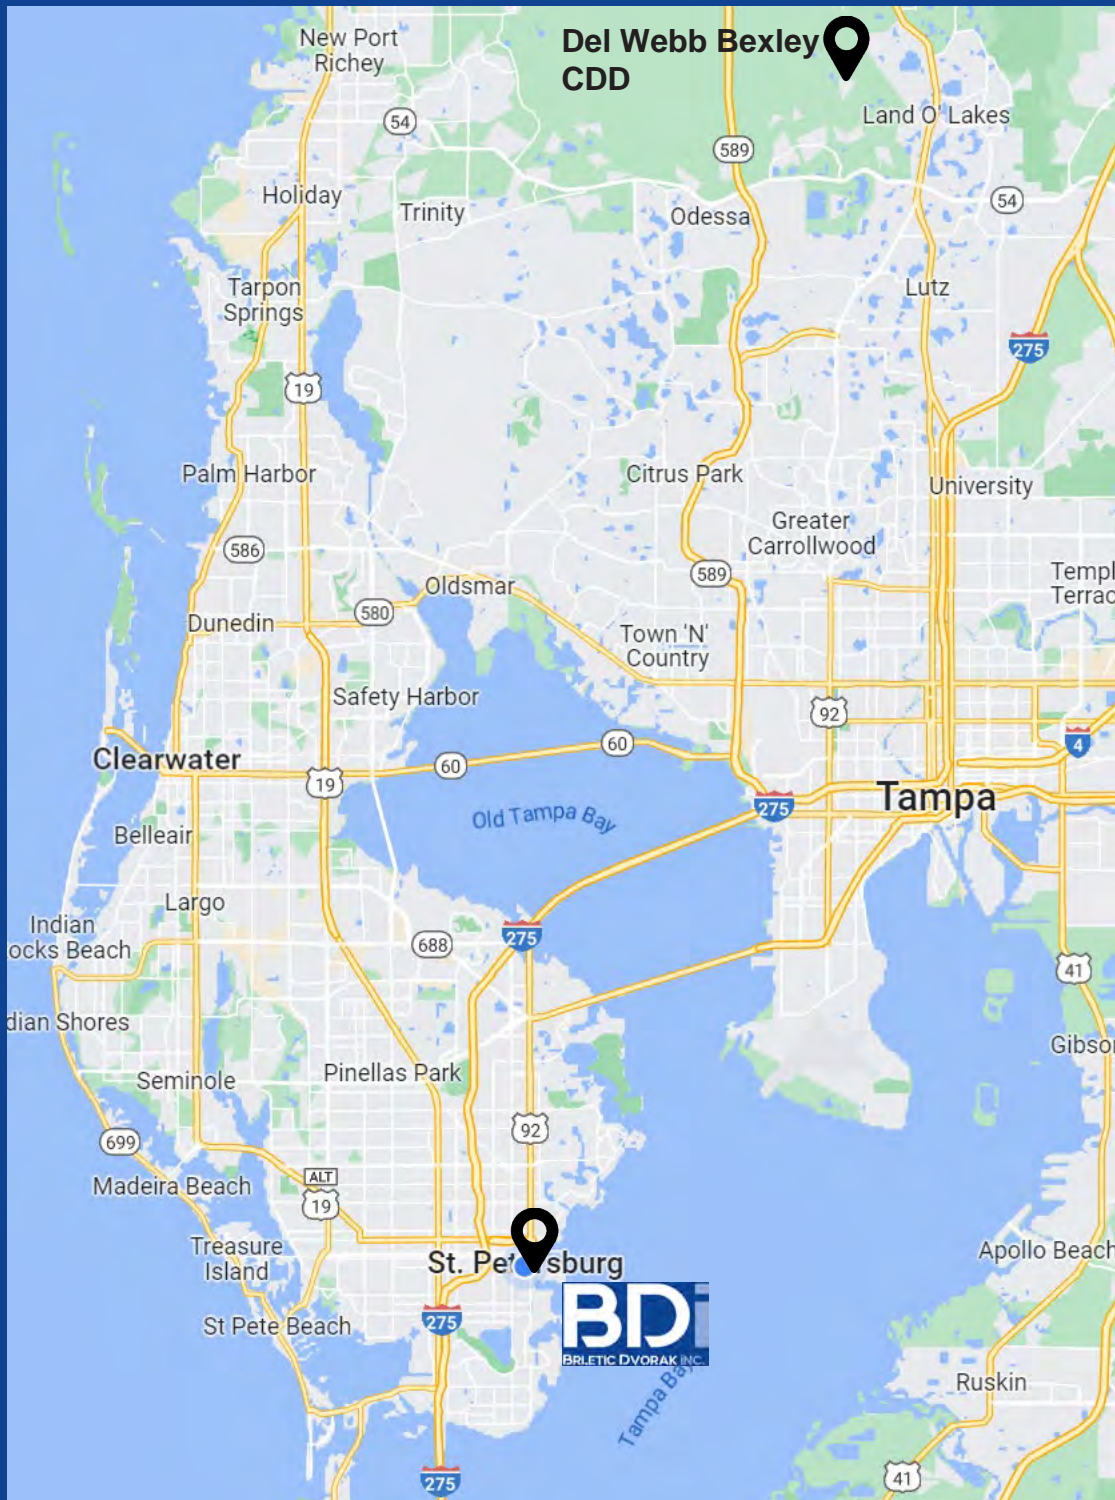 New Port
Richey
Del Webb Bexley
CDD
54
Land O' Lakes
589
Holiday
Trinity
Odessa
54
Tarpon
Springs
Lutz
275
19
Palm Harbor
Citrus Park
University
Greater
Carrollwood
586
589
Oldsmar
Templ
Terrac
580
Dunedin
Town 'N'
Country
Safety Harbor
92
60
60
4
Clearwater
19
Tampa
275
Old Tampa Bay
Belleair
Largo
Indian
ocks Beach
275
688
41
dian Shores
Gibson
Pinellas Park
Seminole
92
699
ALT
19
Madeira Beach
Treasure
Island
Apollo Beach
St. Petersburg
St Pete Beach
275
BDi
BRLETIC DVORAK INC.
Tampa Bay
Ruskin
41
275